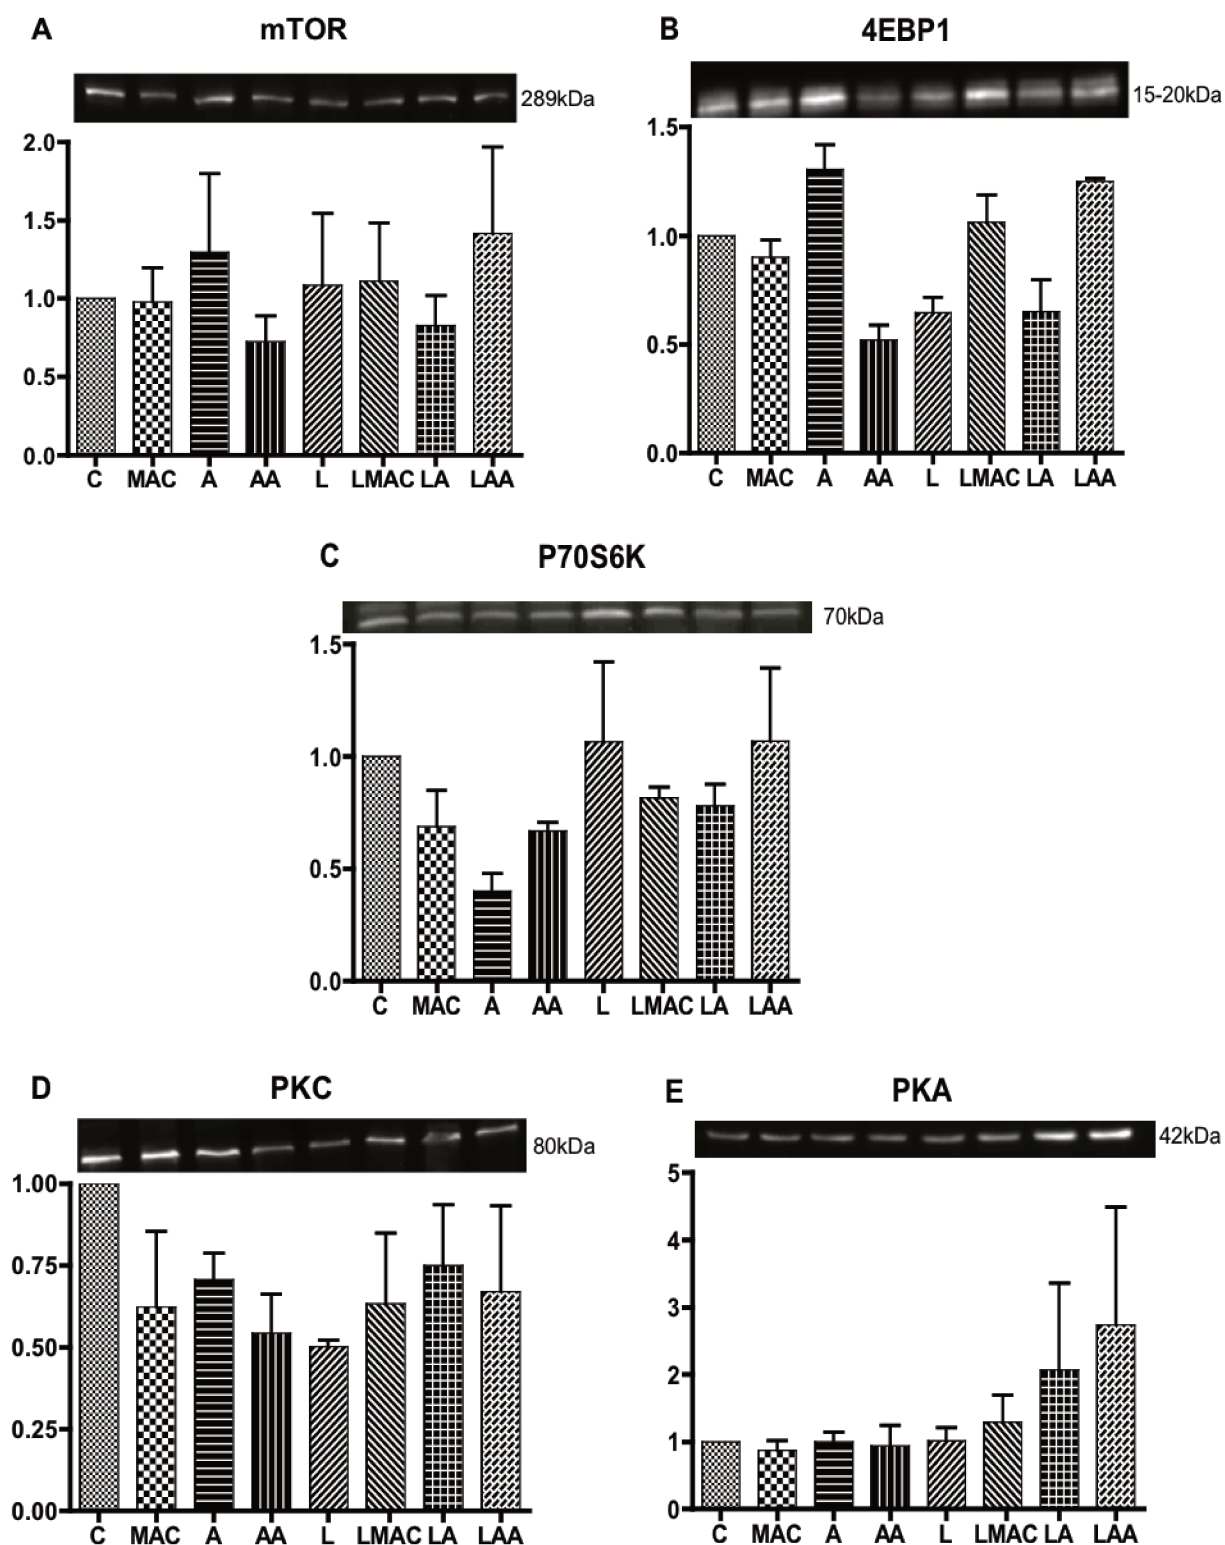 A mTOR
289kDa
2.0
1.5
1.0
0.5
0.0
C MAC A AA L LMAC LA LAA
B 4EBP1
15-20kDa
1.5
1.0
0.5
0.0
C MAC A AA L LMAC LA LAA
C P70S6K
70kDa
1.5
1.0
0.5
0.0
C MAC A AA L LMAC LA LAA
D PKC
80kDa
1.00
0.75
0.50
0.25
0.00
C MAC A AA L LMAC LA LAA
E PKA
42kDa
5
4
3
2
1
0
C MAC A AA L LMAC LA LAA